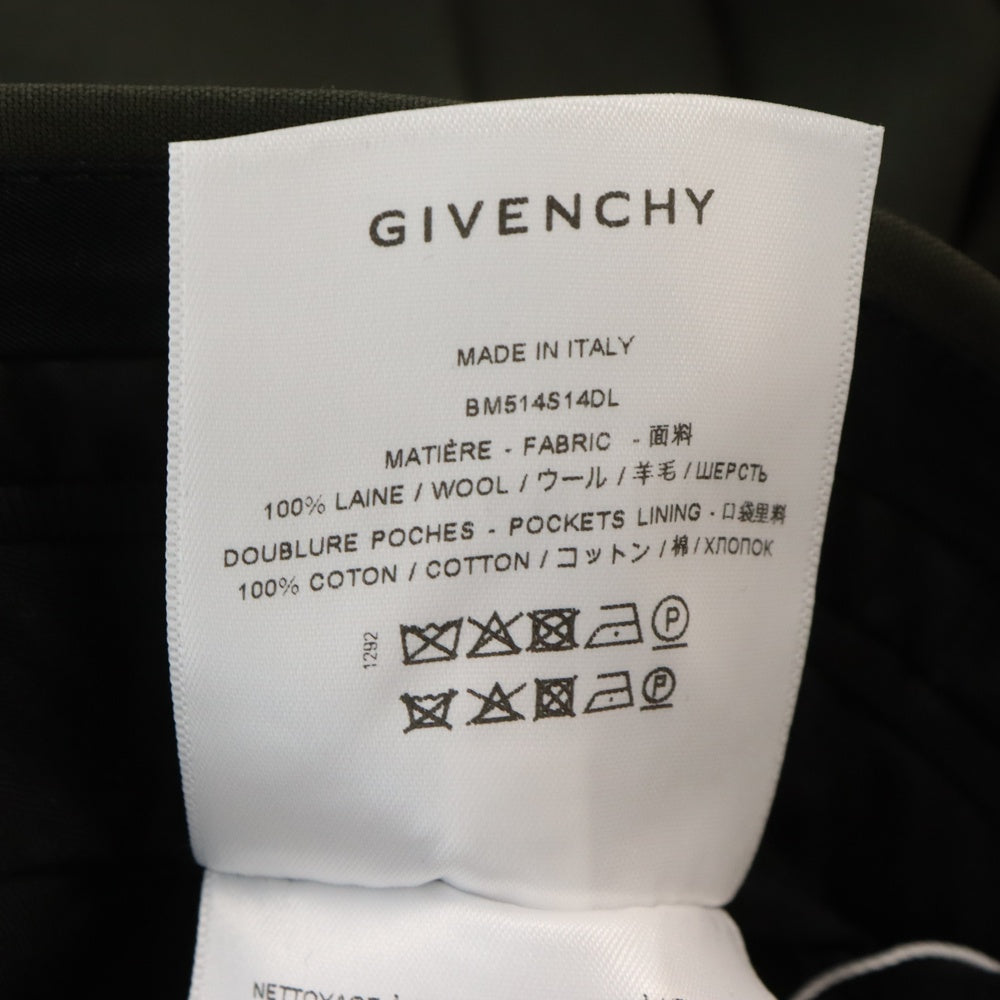 GIVENCHY
MADE IN ITALY
BM514S14DL
MATIÈRE - FABRIC - 面料
100% LAINE / WOOL / ウール / 羊毛 / ШЕРСТЬ
DOUBLURE POCHES - POCKETS LINING - 口袋里料
100% COTON / COTTON / コットン / 棉 / ХЛОПОК
1292
P
P
NETTOYAGE